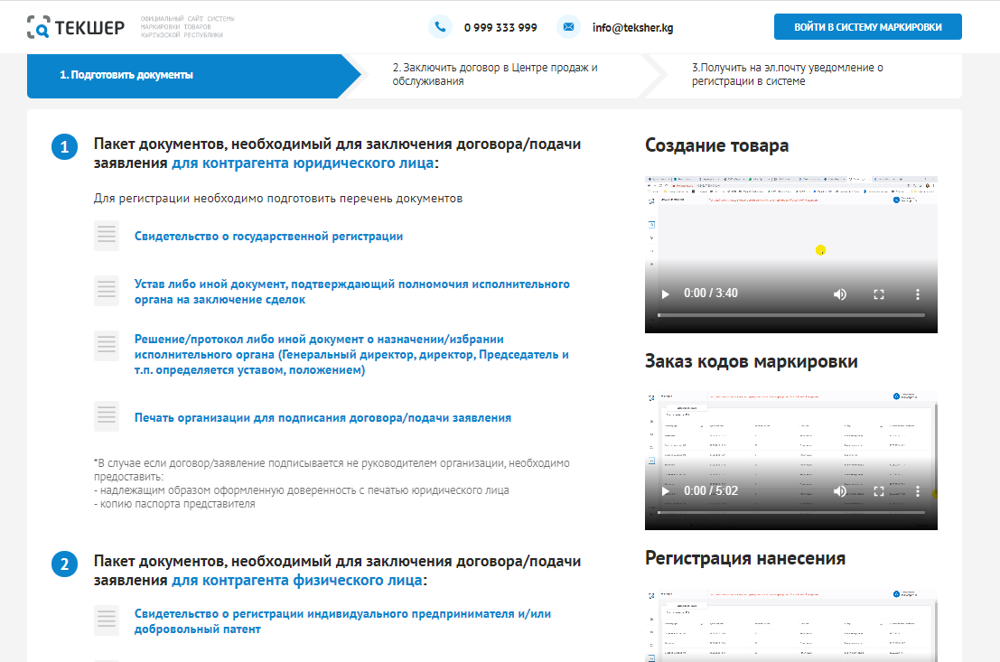 ТЕКШЕР
ОФИЦИАЛЬНЫЙ САЙТ СИСТЕМЫ
МАРКИРОВКИ ТОВАРОВ
КЫРГЫЗСКОЙ РЕСПУБЛИКИ
0 999 333 999
info@teksher.kg
ВОЙТИ В СИСТЕМУ МАРКИРОВКИ
1. Подготовить документы
2. Заключить договор в Центре продаж и
обслуживания
3.Получить на эл.почту уведомление о
регистрации в системе
1
Пакет документов, необходимый для заключения договора/подачи
заявления для контрагента юридического лица:
Для регистрации необходимо подготовить перечень документов
Свидетельство о государственной регистрации
Устав либо иной документ, подтверждающий полномочия исполнительного
органа на заключение сделок
Решение/протокол либо иной документ о назначении/избрании
исполнительного органа (Генеральный директор, директор, Председатель и
т.п. определяется уставом, положением)
Печать организации для подписания договора/подачи заявления
*В случае если договор/заявление подписывается не руководителем организации, необходимо
предоставить:
- надлежащим образом оформленную доверенность с печатью юридического лица
- копию паспорта представителя
2
Пакет документов, необходимый для заключения договора/подачи
заявления для контрагента физического лица:
Свидетельство о регистрации индивидуального предпринимателя и/или
добровольный патент
Создание товара
0:00 / 3:40
Заказ кодов маркировки
0:00 / 5:02
Регистрация нанесения